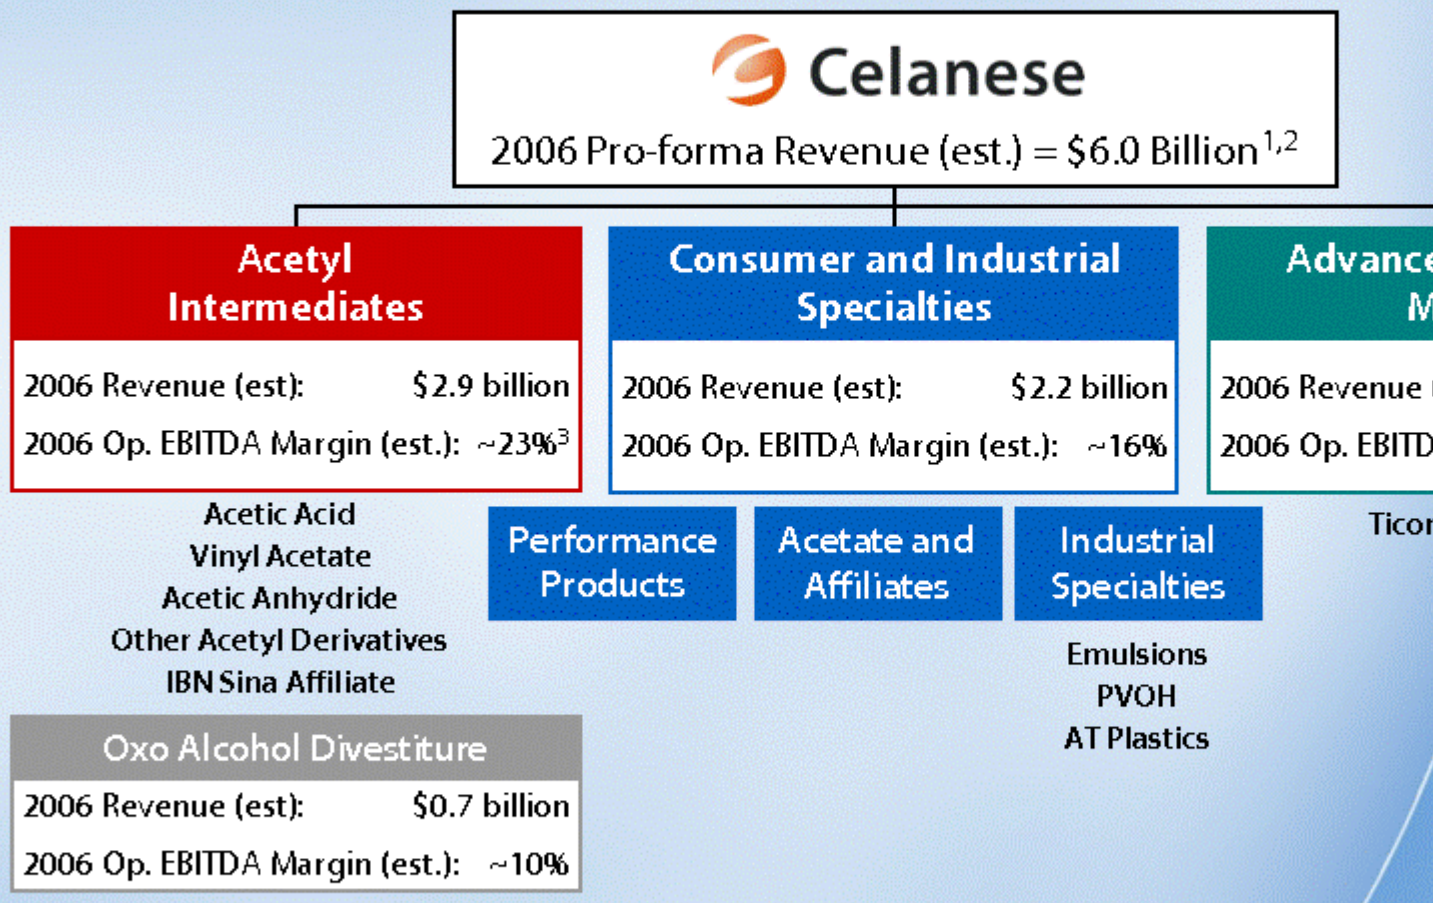 Celanese
2006 Pro-forma Revenue (est.) = $6.0 Billion1,2
Acetyl
Intermediates
2006 Revenue (est): $2.9 billion
2006 Op. EBITDA Margin (est.): ~23%3
Acetic Acid
Vinyl Acetate
Acetic Anhydride
Other Acetyl Derivatives
IBN Sina Affiliate
Oxo Alcohol Divestiture
2006 Revenue (est): $0.7 billion
2006 Op. EBITDA Margin (est.): ~10%
Consumer and Industrial
Specialties
2006 Revenue (est): $2.2 billion
2006 Op. EBITDA Margin (est.): ~16%
Performance
Products
Acetate and
Affiliates
Industrial
Specialties
Emulsions
PVOH
AT Plastics
2006 Revenue
2006 Op.